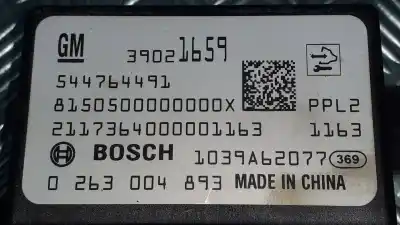 GM 39021659
544764491
8150500000000X PPL2
2117364000001163 1163
BOSCH 1039A62077 369
0 263 004 893 MADE IN CHINA